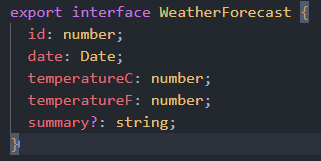 export interface WeatherForecast {
  id: number;
  date: Date;
  temperatureC: number;
  temperatureF: number;
  summary?: string;
}